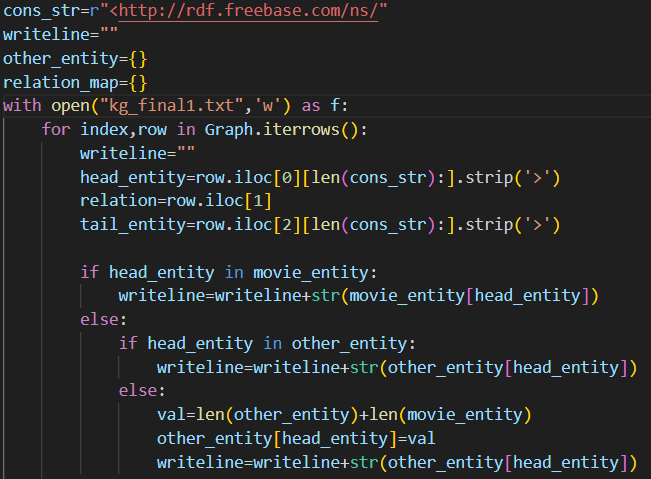 cons_str=r"<http://rdf.freebase.com/ns/"
writeline=""
other_entity={}
relation_map={}
with open("kg_final1.txt",'w') as f:
    for index,row in Graph.iterrows():
        writeline=""
        head_entity=row.iloc[0][len(cons_str):].strip('>')
        relation=row.iloc[1]
        tail_entity=row.iloc[2][len(cons_str):].strip('>')

        if head_entity in movie_entity:
            writeline=writeline+str(movie_entity[head_entity])
        else:
            if head_entity in other_entity:
                writeline=writeline+str(other_entity[head_entity])
            else:
                val=len(other_entity)+len(movie_entity)
                other_entity[head_entity]=val
                writeline=writeline+str(other_entity[head_entity])